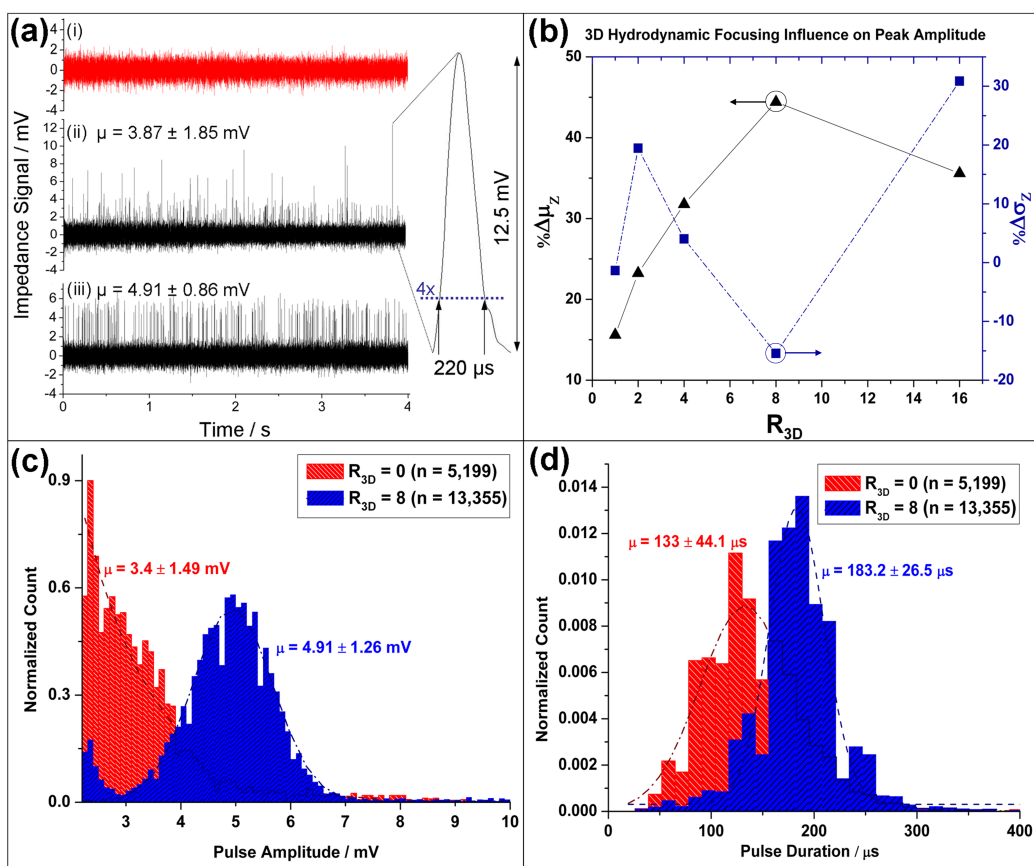 (a)
(i)
4
2
0
-2
-4
(ii) μ = 3.87 ± 1.85 mV
12
10
8
6
4
2
0
-2
-4
(iii) μ = 4.91 ± 0.86 mV
8
6
4
2
0
-2
-4
0
1
2
3
4
Impedance Signal / mV
Time / s
12.5 mV
4x
220 μs
(b)
3D Hydrodynamic Focusing Influence on Peak Amplitude
50
40
30
20
10
%Δμz
30
20
10
0
-10
-20
%Δσz
0 2 4 6 8 10 12 14 16
R3D
(c)
R3D = 0 (n = 5,199)
R3D = 8 (n = 13,355)
μ = 3.4 ± 1.49 mV
μ = 4.91 ± 1.26 mV
0.9
0.6
0.3
0.0
Normalized Count
3 4 5 6 7 8 9 10
Pulse Amplitude / mV
(d)
R3D = 0 (n = 5,199)
R3D = 8 (n = 13,355)
μ = 133 ± 44.1 μs
μ = 183.2 ± 26.5 μs
0.014
0.012
0.010
0.008
0.006
0.004
0.002
0.000
Normalized Count
0 100 200 300 400
Pulse Duration / μs